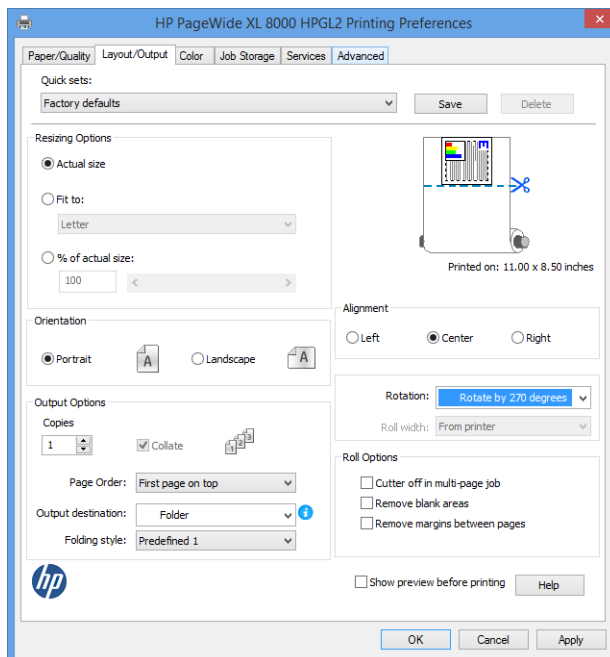 HP PageWide XL 8000 HPGL2 Printing Preferences
Paper/Quality Layout/Output Color Job Storage Services Advanced
Quick sets:
Factory defaults
Save
Delete
Resizing Options
Actual size
Fit to:
Letter
% of actual size:
100
E
Printed on: 11.00 x 8.50 inches
Orientation
Portrait
A
Landscape
A
Alignment
Left
Center
Right
Rotation: Rotate by 270 degrees
Roll width: From printer
Output Options
Copies
1
Collate
1 2 3
Page Order: First page on top
Output destination: Folder
i
Folding style: Predefined 1
Roll Options
Cutter off in multi-page job
Remove blank areas
Remove margins between pages
hp
Show preview before printing
Help
OK
Cancel
Apply